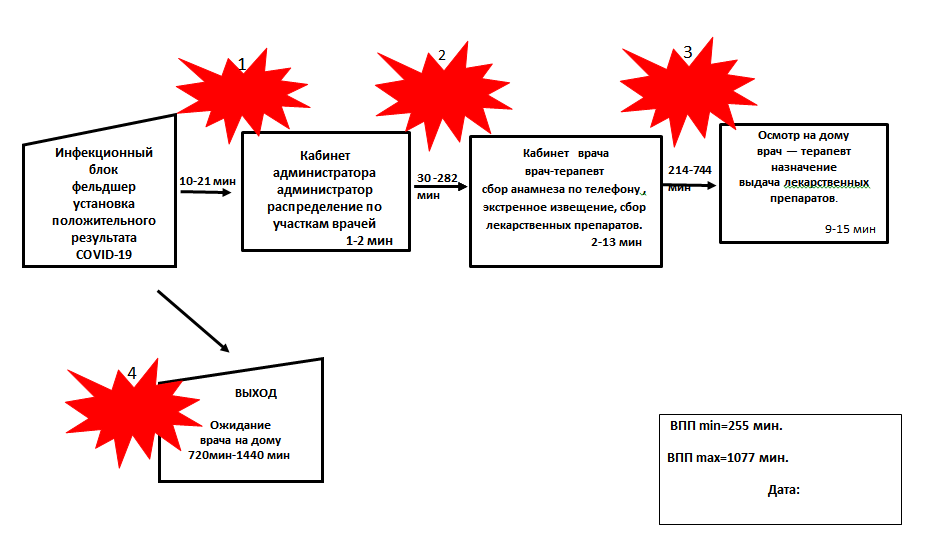 1
2
3
Инфекционный
блок
фельдшер
установка
положительного
результата
COVID-19
10-21 мин
Кабинет
администратора
администратор
распределение по
участкам врачей
1-2 мин
30 -282
мин
Кабинет врача
врач-терапевт
сбор анамнеза по телефону ,
экстренное извещение, сбор
лекарственных препаратов.
2-13 мин
214-744
мин
Осмотр на дому
врач — терапевт
назначение
выдача лекарственных
препаратов.
9-15 мин
4
ВЫХОД
Ожидание
врача на дому
720мин-1440 мин
ВПП min=255 мин.
ВПП max=1077 мин.
Дата: